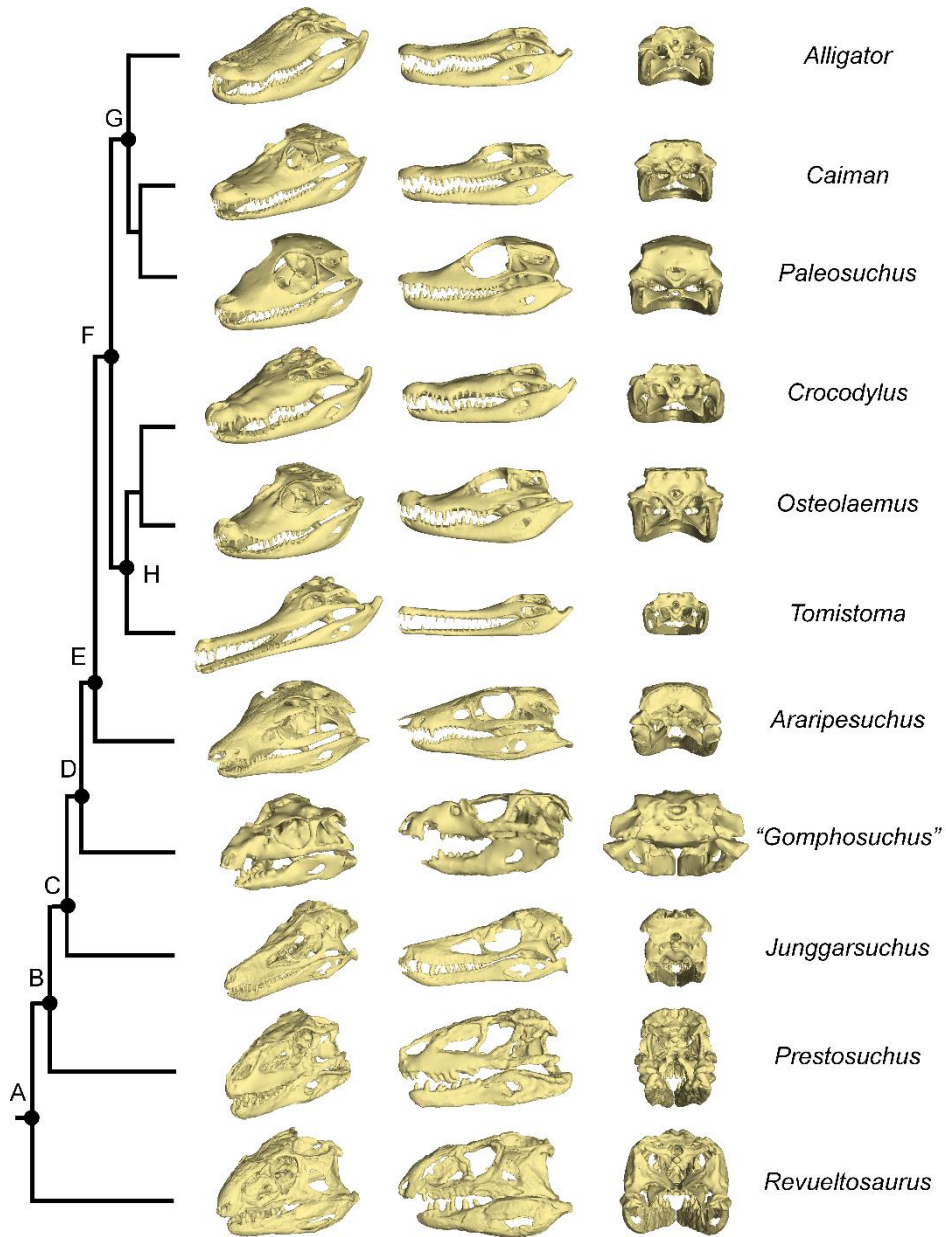 Alligator
G
Caiman
Paleosuchus
F
Crocodylus
Osteolaemus
H
Tomistoma
E
Araripesuchus
D
“Gomphosuchus”
C
Junggarsuchus
B
Prestosuchus
A
Revueltosaurus